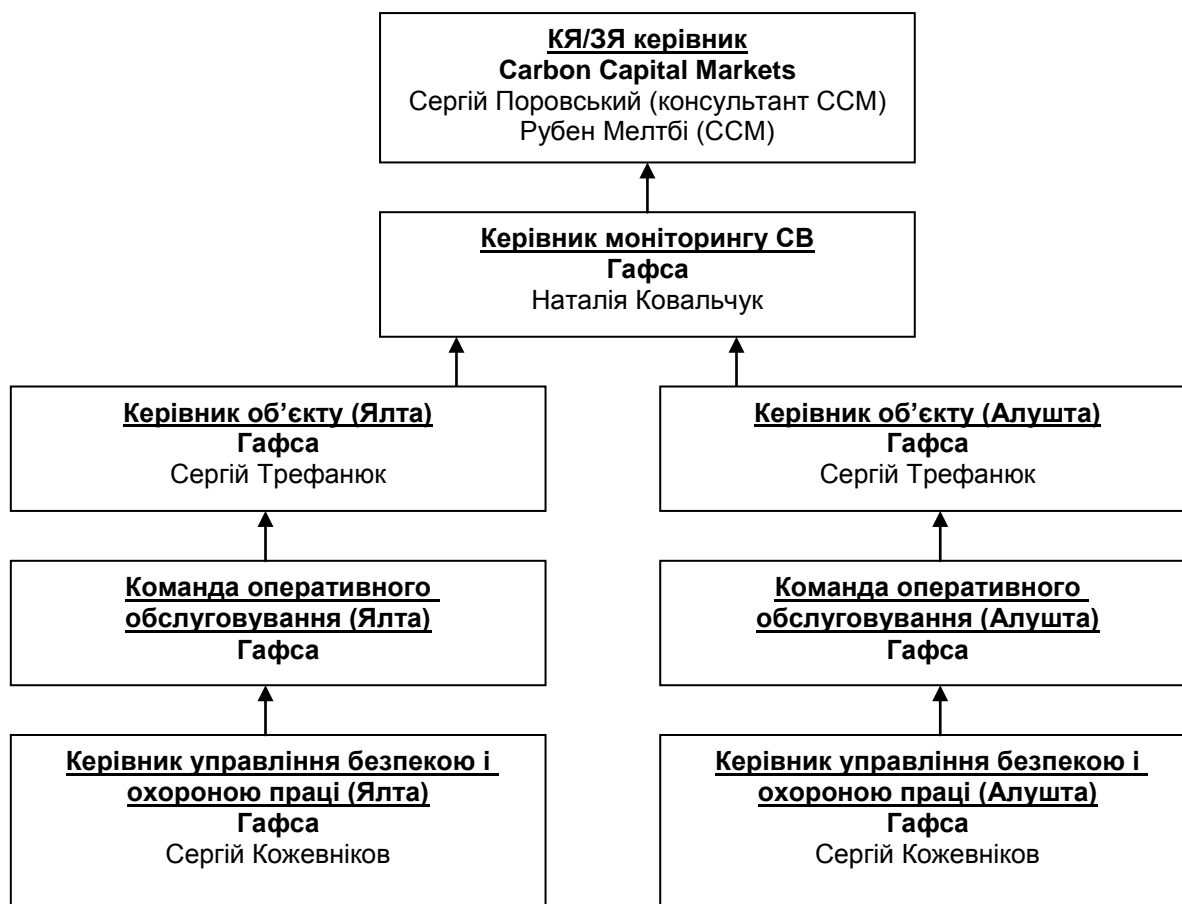 КЯ/ЗЯ керівник
Carbon Capital Markets
Сергій Поровський (консультант ССМ)
Рубен Мелтбі (ССМ)
Керівник моніторингу СВ
Гафса
Наталія Ковальчук
Керівник об’єкту (Ялта)
Гафса
Сергій Трефанюк
Керівник об’єкту (Алушта)
Гафса
Сергій Трефанюк
Команда оперативного
обслуговування (Ялта)
Гафса
Команда оперативного
обслуговування (Алушта)
Гафса
Керівник управління безпекою і
охороною праці (Ялта)
Гафса
Сергій Кожевніков
Керівник управління безпекою і
охороною праці (Алушта)
Гафса
Сергій Кожевніков